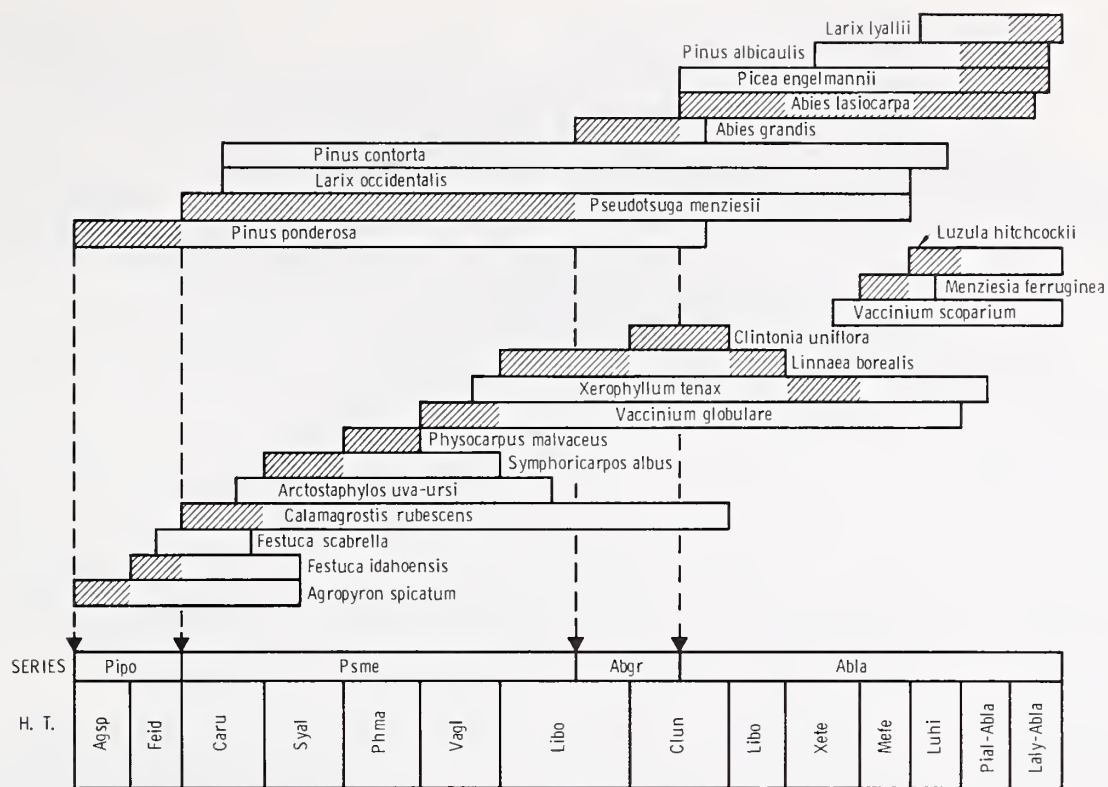 Larix lyallii
Pinus albicaulis
Picea engelmannii
Abies lasiocarpa
Abies grandis
Pinus contorta
Larix occidentalis
Pseudotsuga menziesii
Pinus ponderosa
Luzula hitchcockii
Menziesia ferruginea
Vaccinium scoparium
Clintonia uniflora
Linnaea borealis
Xerophyllum tenax
Vaccinium globulare
Physocarpus malvaceus
Symphoricarpos albus
Arctostaphylos uva-ursi
Calamagrostis rubescens
Festuca scabrella
Festuca idahoensis
Agropyron spicatum
SERIES Pipo Psme Abgr Abla
H. T. Agsp Feid Caru Syal Phma Vagl Libo Clun Libo Xete Mefe Luhi Pial-Abla Laly-Abla